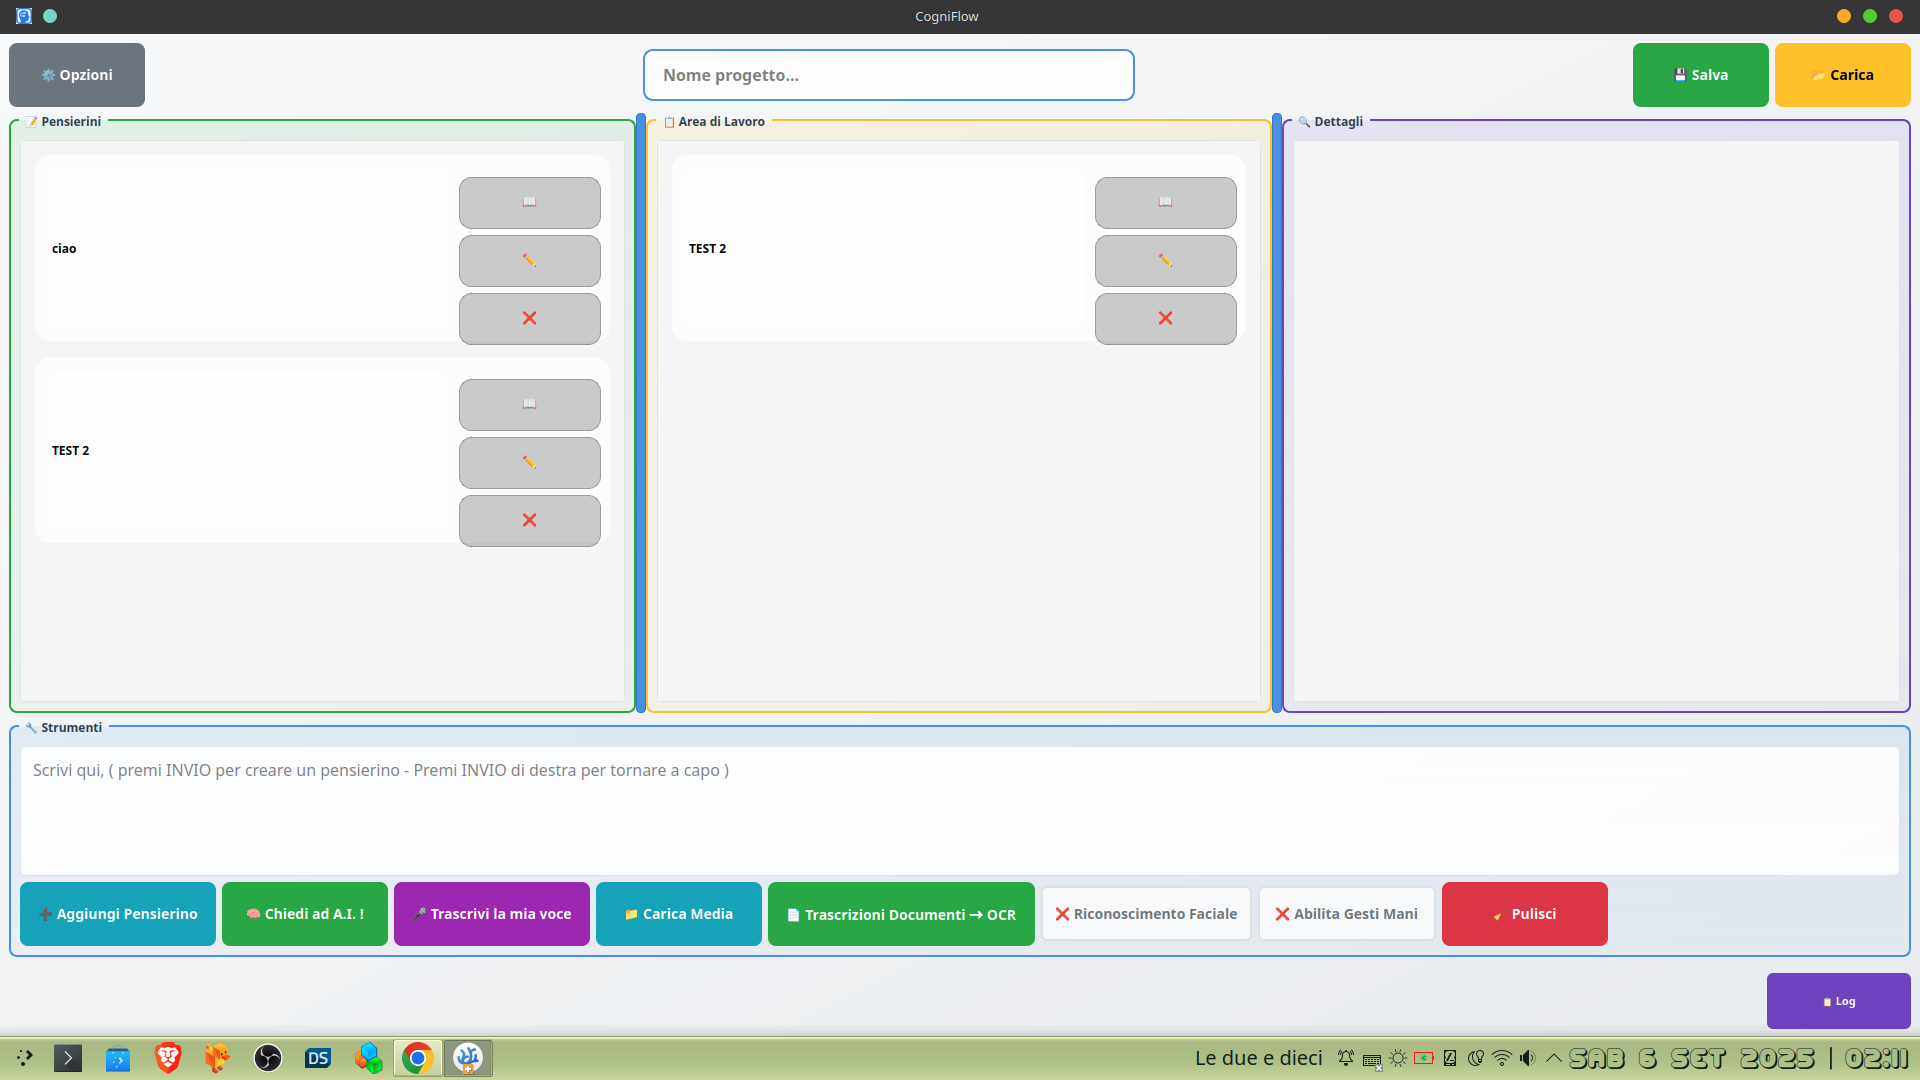 CogniFlow
Opzioni
Nome progetto...
Salva
Carica
Pensierini
Area di Lavoro
Dettagli
ciao
TEST 2
TEST 2
Strumenti
Scrivi qui, ( premi INVIO per creare un pensierino - Premi INVIO di destra per tornare a capo )
Aggiungi Pensierino
Chiedi ad A.I. !
Trascrivi la mia voce
Carica Media
Trascrizioni Documenti → OCR
Riconoscimento Faciale
Abilita Gesti Mani
Pulisci
Log
DS
Le due e dieci
SAB 6 SET 2025 | 02:11